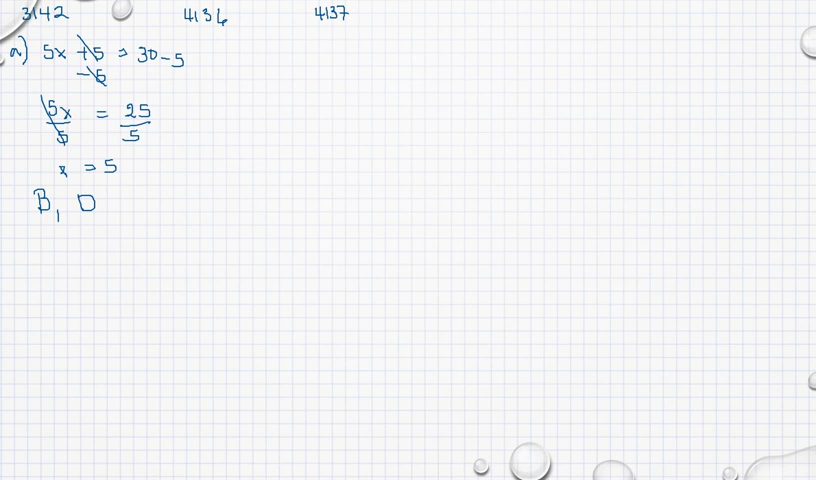 3142 4136 4137
a) 5x + 5 = 30 - 5
- 5
5x = 25
5 5
x = 5
B, D